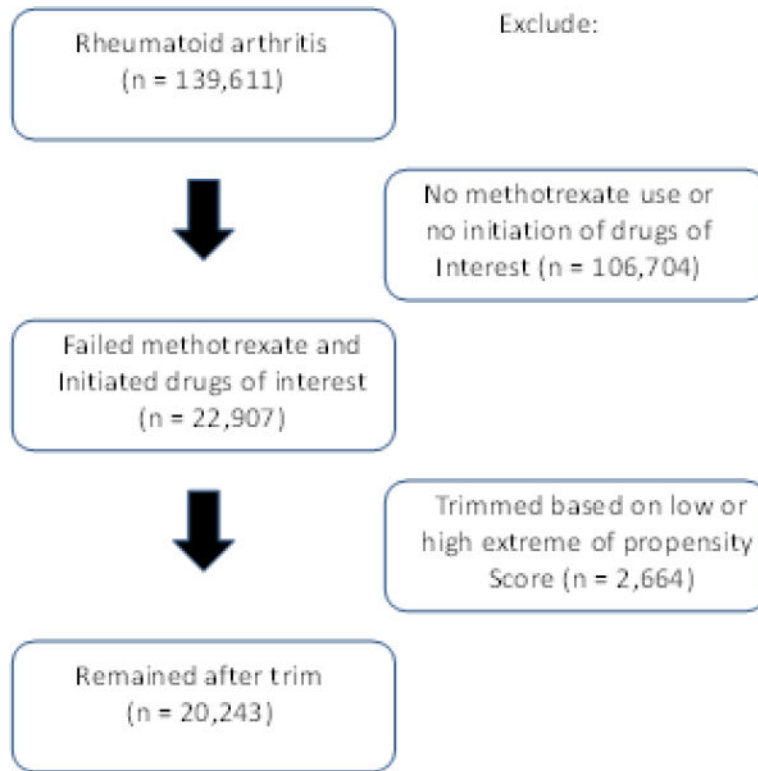 Rheumatoid arthritis
(n = 139,611)
Exclude:
No methotrexate use or
no initiation of drugs of
Interest (n = 106,704)
Failed methotrexate and
Initiated drugs of interest
(n = 22,907)
Trimmed based on low or
high extreme of propensity
Score (n = 2,664)
Remained after trim
(n = 20,243)